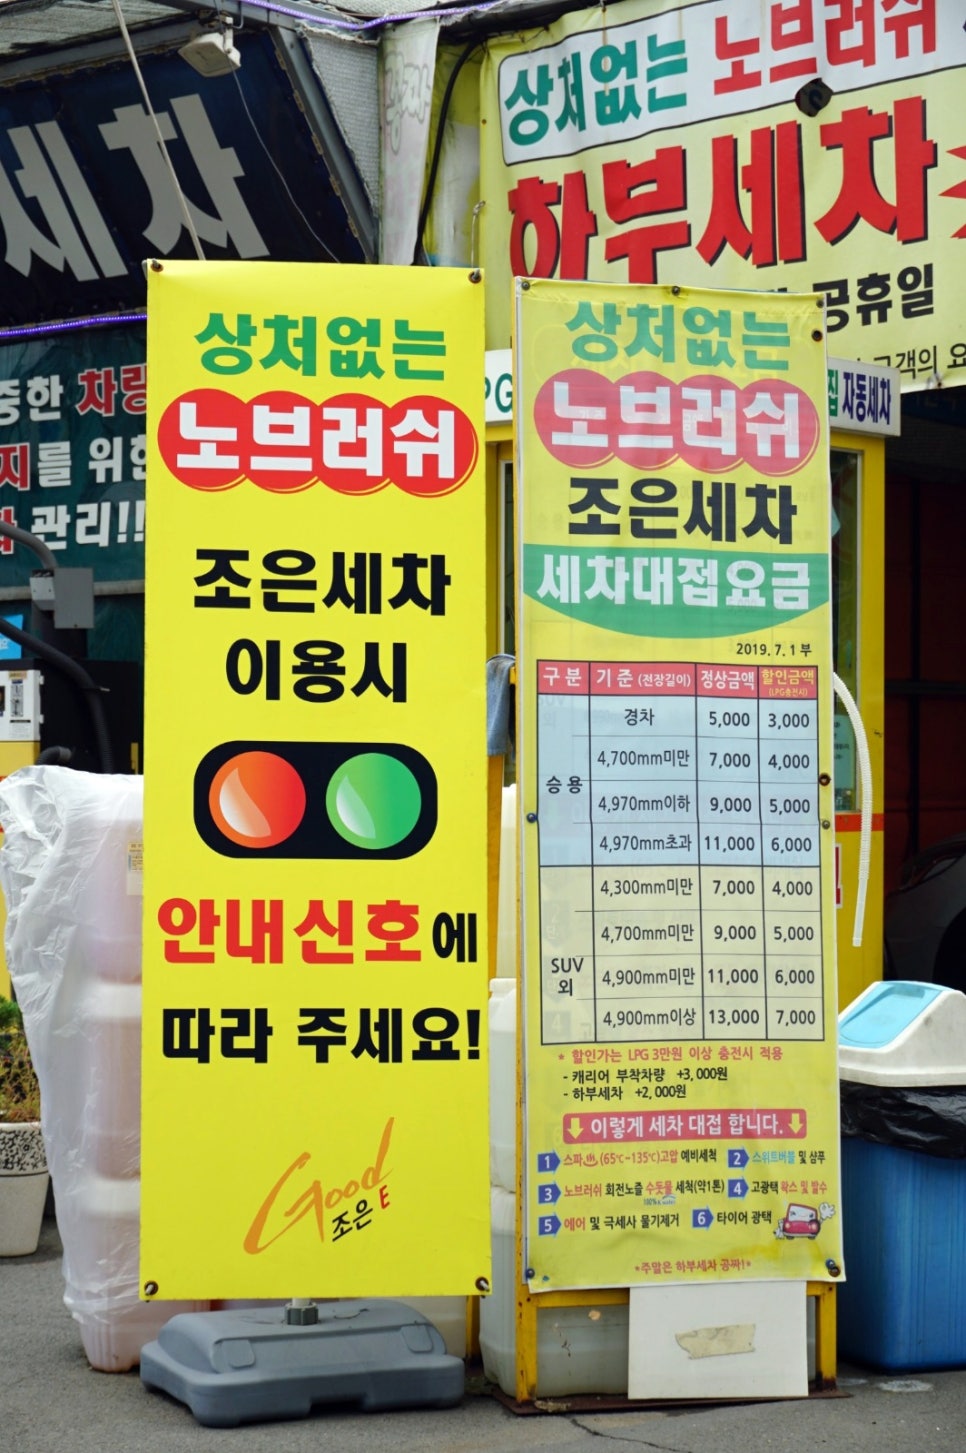 세차
상처없는 노브러쉬
하부세차
공휴일
고객의 요
중한 차량
지를 위한
관리!!
PG
자동세차
상처없는
노브러쉬
조은세차
이용시
안내신호에
따라 주세요!
Good
조은 E
상처없는
노브러쉬
조은세차
세차대접요금
2019. 7. 1 부
구 분 기 준 (전장길이) 정상금액 할인금액 (LPG충전시)
승 용
경차 5,000 3,000
4,700mm미만 7,000 4,000
4,970mm이하 9,000 5,000
4,970mm초과 11,000 6,000
SUV
외
4,300mm미만 7,000 4,000
4,700mm미만 9,000 5,000
4,900mm미만 11,000 6,000
4,900mm이상 13,000 7,000
* 할인가는 LPG 3만원 이상 충전시 적용
- 캐리어 부착차량 +3,000원
- 하부세차 +2,000원
이렇게 세차 대접 합니다.
1 스파 (65℃-135℃)고압 예비세척 2 스위트버블 및 샴푸
3 노브러쉬 회전노즐 수돗물 세척(약1톤) 4 고광택 왁스 및 발수
5 에어 및 극세사 물기제거 6 타이어 광택
*주말은 하부세차 공짜!*